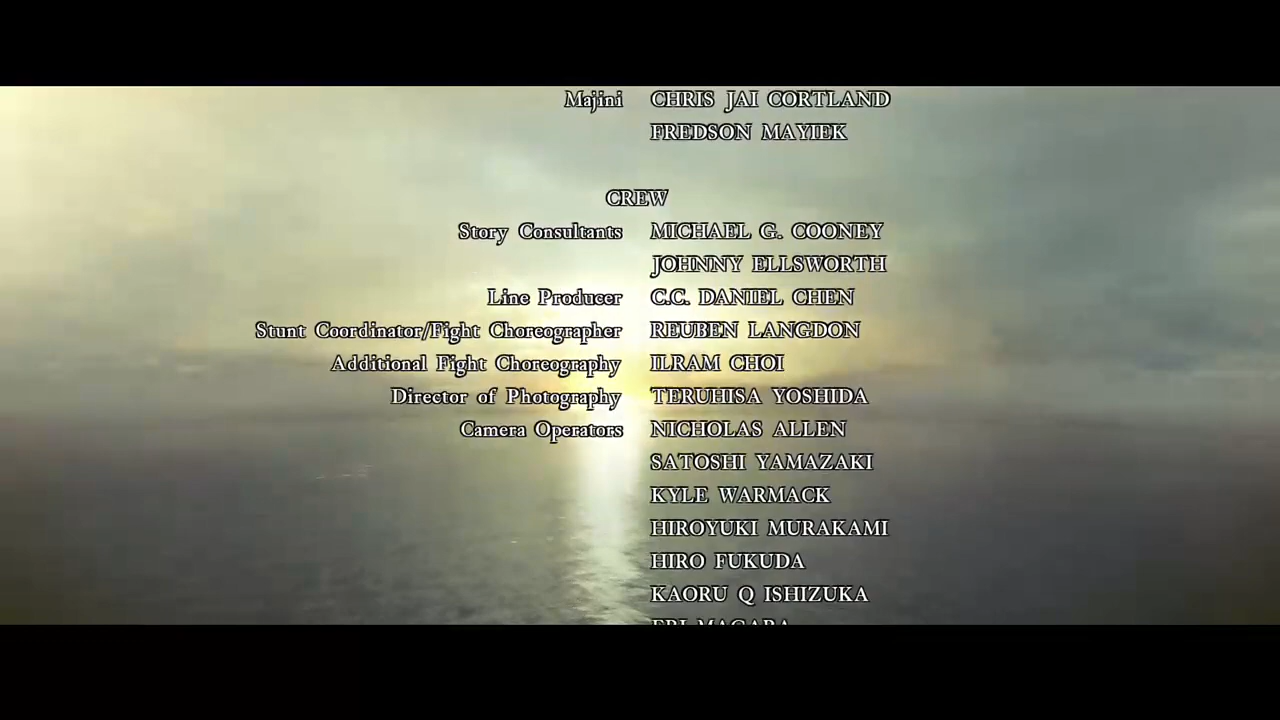 Majini CHRIS JAI CORTLAND
FREDSON MAYIEK
CREW
Story Consultants MICHAEL G. COONEY
JOHNNY ELLSWORTH
Line Producer C.C. DANIEL CHEN
Stunt Coordinator/Fight Choreographer REUBEN LANGDON
Additional Fight Choreography ILRAM CHOI
Director of Photography TERUHISA YOSHIDA
Camera Operators NICHOLAS ALLEN
SATOSHI YAMAZAKI
KYLE WARMACK
HIROYUKI MURAKAMI
HIRO FUKUDA
KAORU Q ISHIZUKA